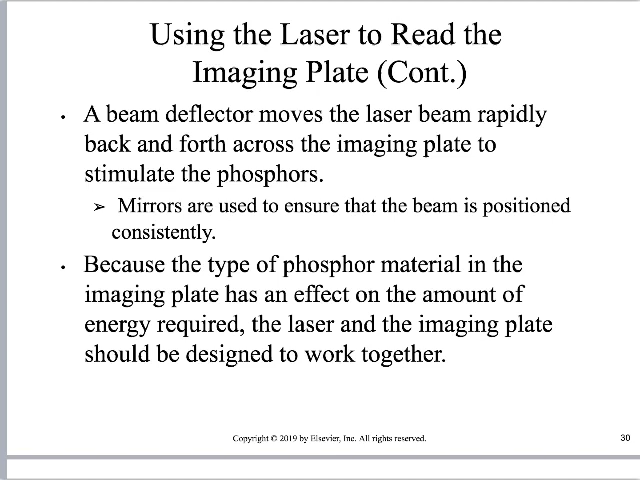 Using the Laser to Read the
Imaging Plate (Cont.)
• A beam deflector moves the laser beam rapidly
back and forth across the imaging plate to
stimulate the phosphors.
➢ Mirrors are used to ensure that the beam is positioned
consistently.
• Because the type of phosphor material in the
imaging plate has an effect on the amount of
energy required, the laser and the imaging plate
should be designed to work together.
Copyright © 2019 by Elsevier, Inc. All rights reserved.
30